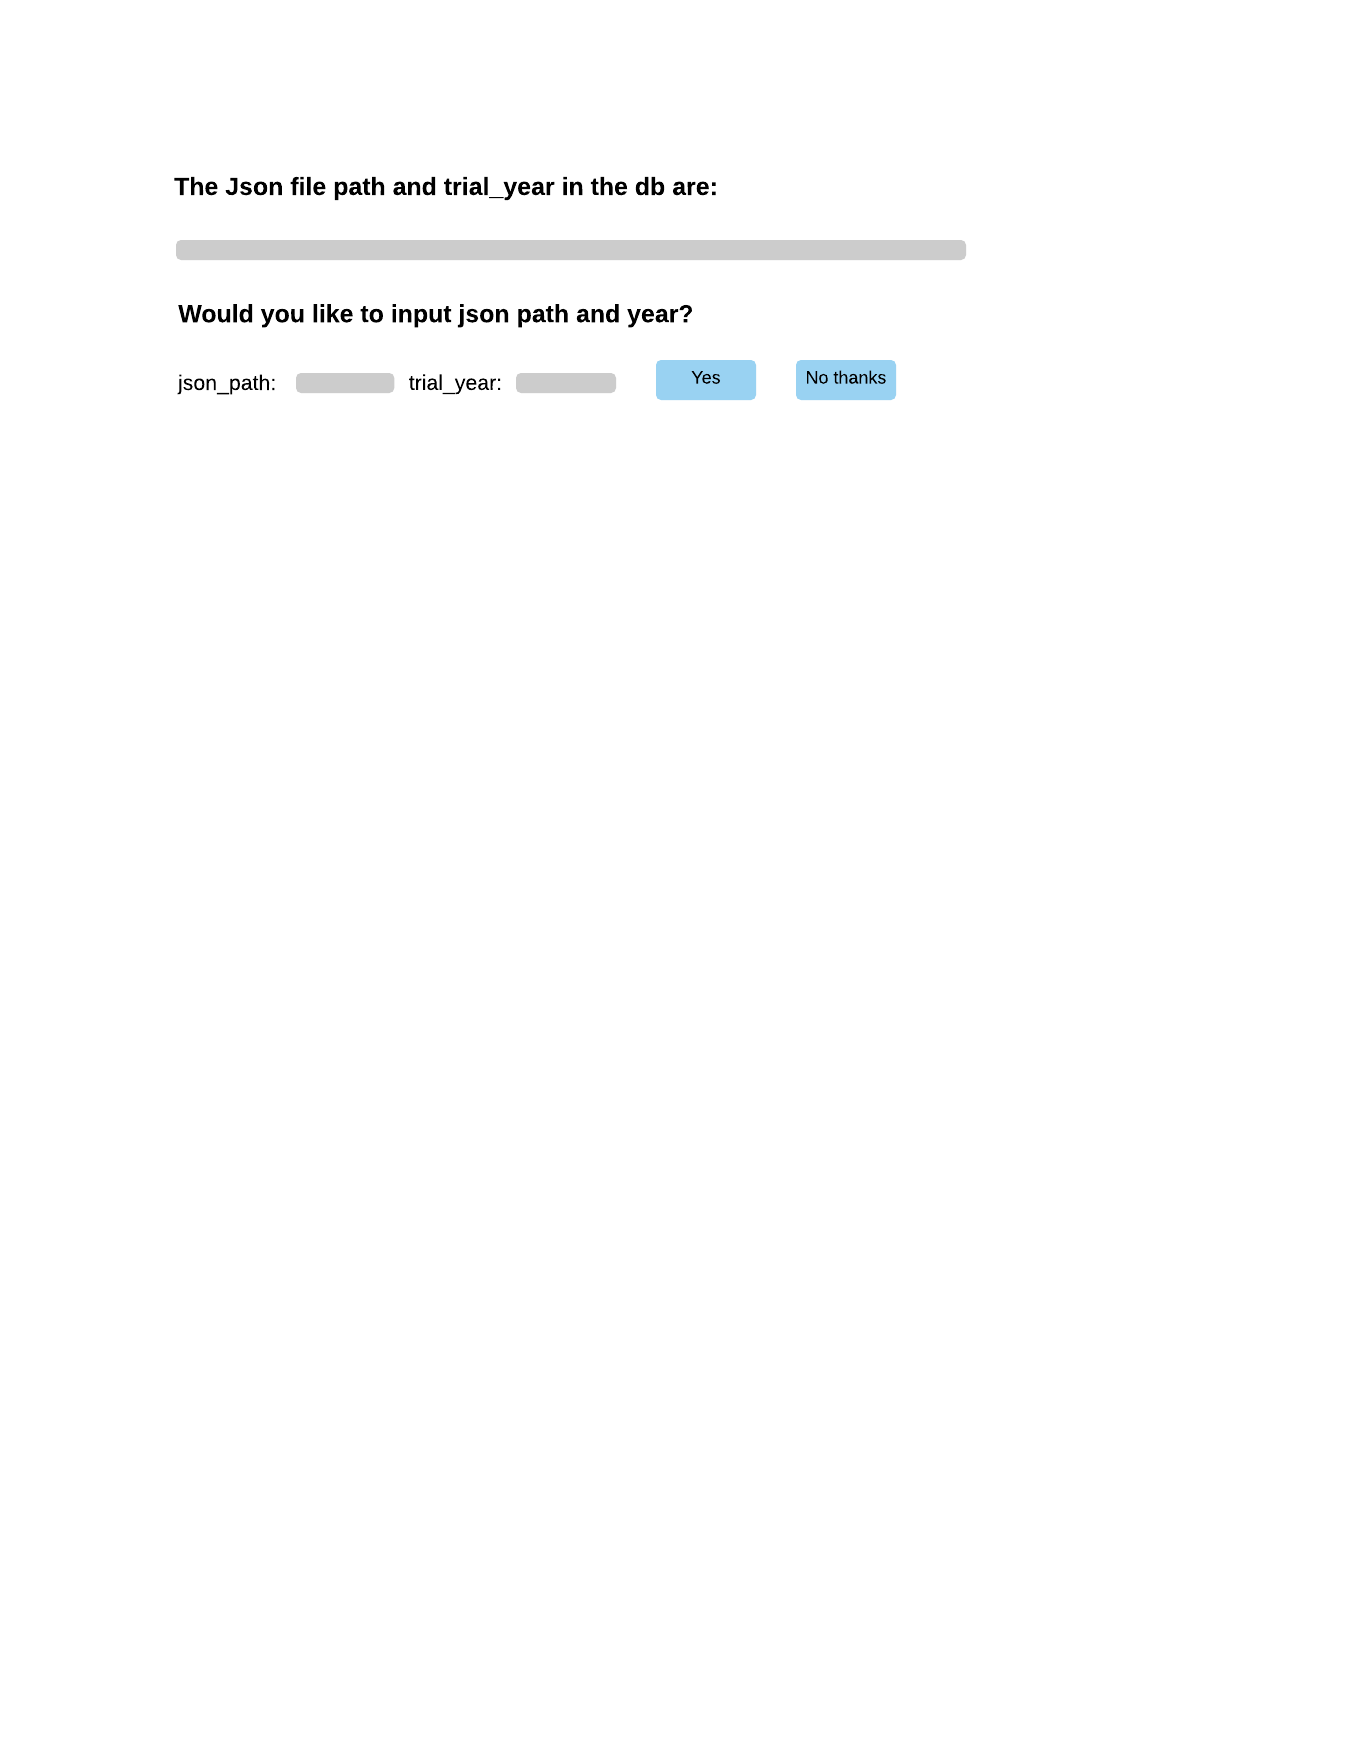 The Json file path and trial_year in the db are:
Would you like to input json path and year?
json_path: trial_year: Yes No thanks